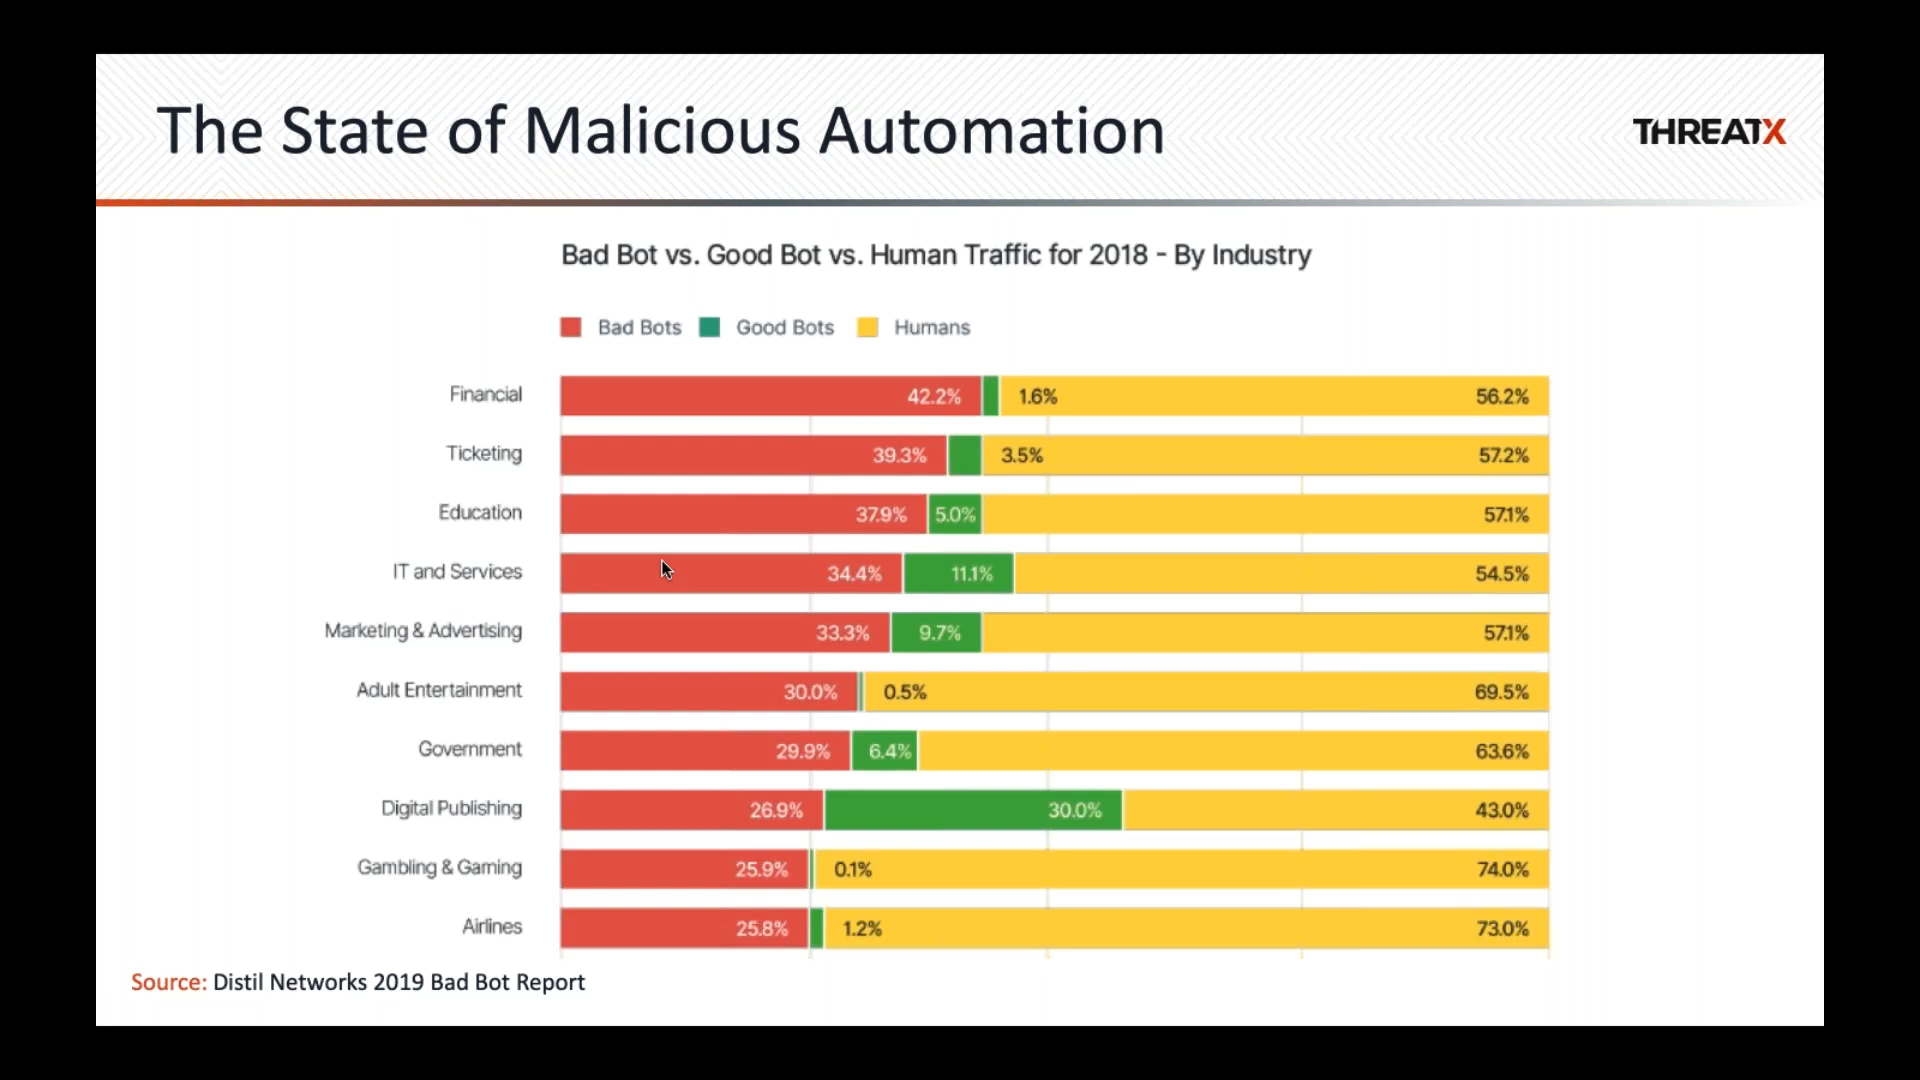 The State of Malicious Automation
THREATX
Bad Bot vs. Good Bot vs. Human Traffic for 2018 - By Industry
Bad Bots Good Bots Humans
Financial 42.2% 1.6% 56.2%
Ticketing 39.3% 3.5% 57.2%
Education 37.9% 5.0% 57.1%
IT and Services 34.4% 11.1% 54.5%
Marketing & Advertising 33.3% 9.7% 57.1%
Adult Entertainment 30.0% 0.5% 69.5%
Government 29.9% 6.4% 63.6%
Digital Publishing 26.9% 30.0% 43.0%
Gambling & Gaming 25.9% 0.1% 74.0%
Airlines 25.8% 1.2% 73.0%
Source: Distil Networks 2019 Bad Bot Report